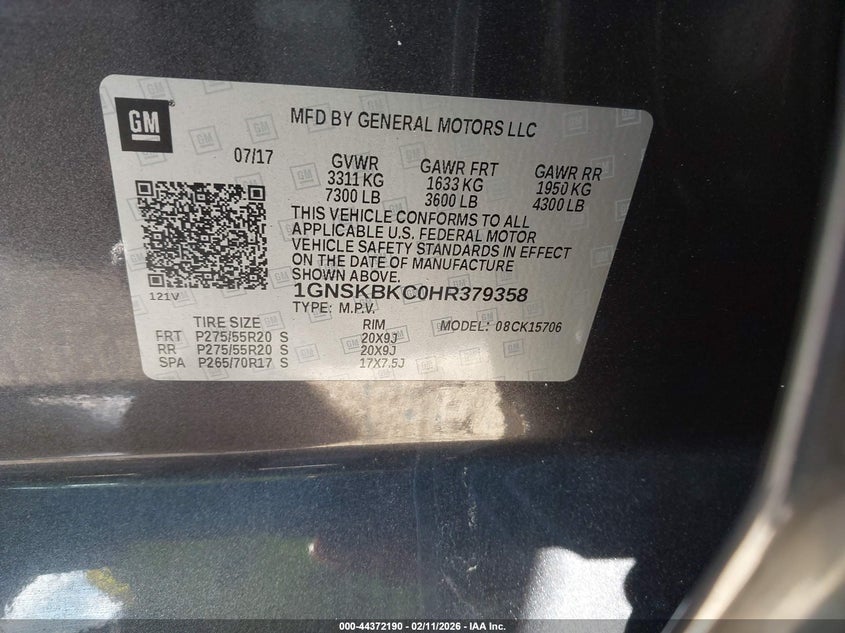 GM
MFD BY GENERAL MOTORS LLC
07/17
GVWR GAWR FRT GAWR RR
3311 KG 1633 KG 1950 KG
7300 LB 3600 LB 4300 LB
THIS VEHICLE CONFORMS TO ALL
APPLICABLE U.S. FEDERAL MOTOR
VEHICLE SAFETY STANDARDS IN EFFECT
ON THE DATE OF MANUFACTURE
SHOWN ABOVE.
121V
1GNSKBKC0HR379358
TYPE: M.P.V.
TIRE SIZE RIM MODEL: 08CK15706
FRT P275/55R20 S 20X9J
RR P275/55R20 S 20X9J
SPA P265/70R17 S 17X7.5J
000-44372190 - 02/11/2026 - IAA Inc.